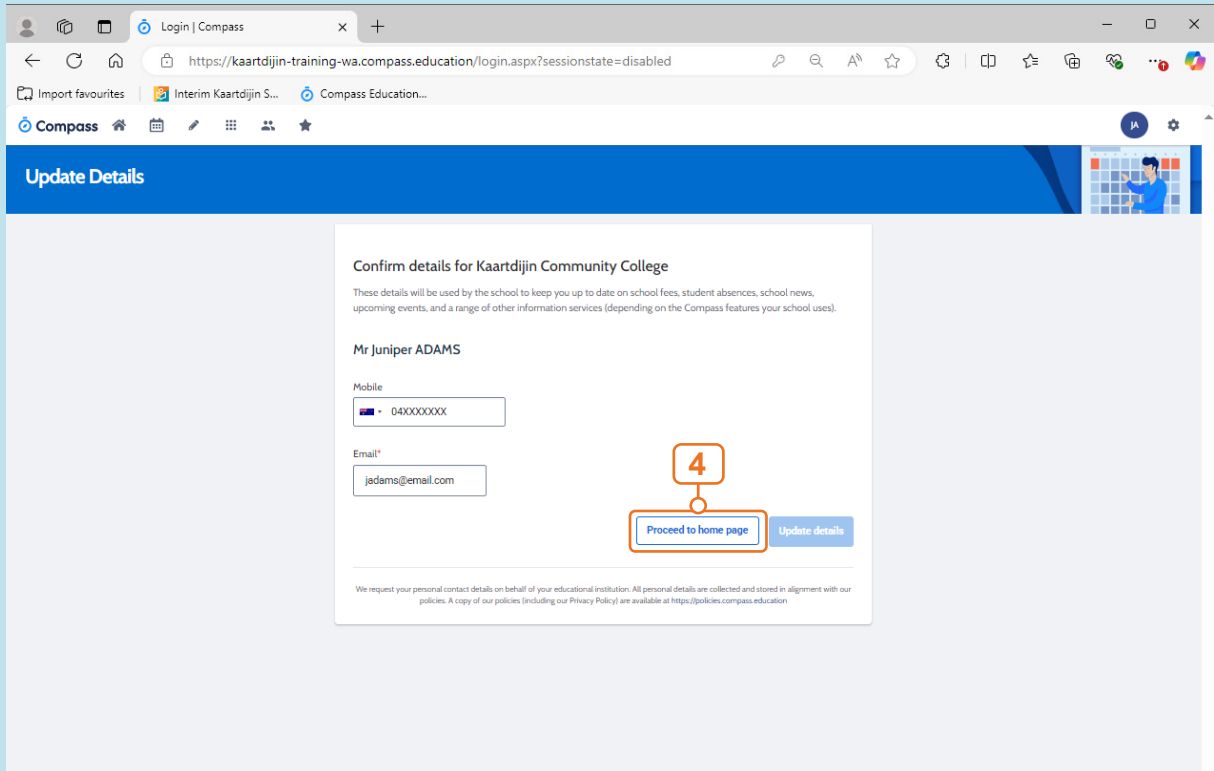 Login | Compass
https://kaartdijin-training-wa.compass.education/login.aspx?sessionstate=disabled
Import favourites
Interim Kaartdijin S...
Compass Education...
Compass
JA
Update Details
Confirm details for Kaartdijin Community College
These details will be used by the school to keep you up to date on school fees, student absences, school news,
upcoming events, and a range of other information services (depending on the Compass features your school uses).
Mr Juniper ADAMS
Mobile
04XXXXXXX
Email*
jadams@email.com
4
Proceed to home page
Update details
We request your personal contact details on behalf of your educational institution. All personal details are collected and stored in alignment with our
policies. A copy of our policies (including our Privacy Policy) are available at https://policies.compass.education